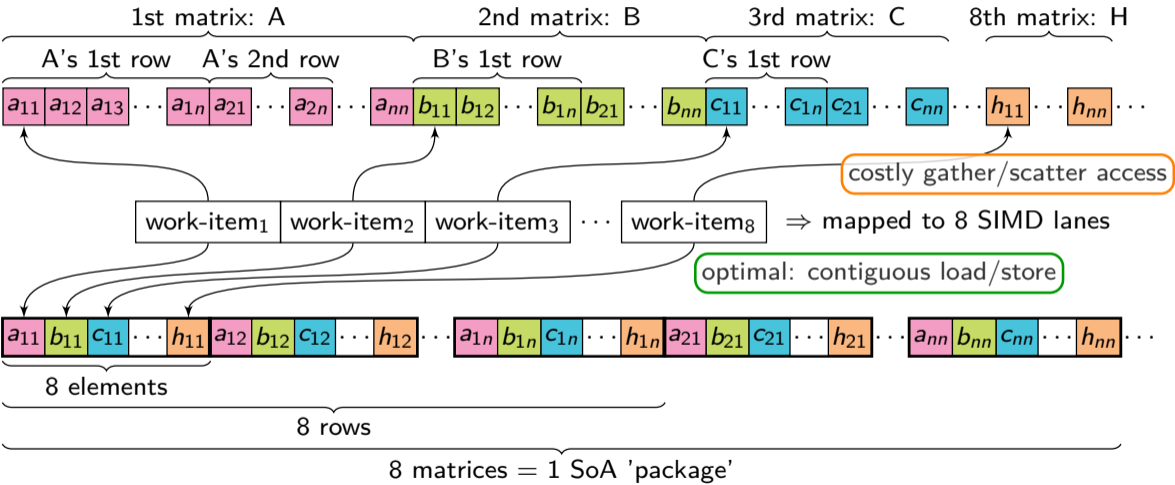 1st matrix: A 2nd matrix: B 3rd matrix: C 8th matrix: H
A's 1st row A's 2nd row B's 1st row C's 1st row
a11 a12 a13 ··· a1n a21 ··· a2n ··· ann b11 b12 ··· b1n b21 ··· bnn c11 ··· c1n c21 ··· cnn ··· h11 ··· hnn ···
costly gather/scatter access
work-item1 work-item2 work-item3 ··· work-item8 ⇒ mapped to 8 SIMD lanes
optimal: contiguous load/store
a11 b11 c11 ··· h11 a12 b12 c12 ··· h12 ··· a1n b1n c1n ··· h1n a21 b21 c21 ··· h21 ··· ann bnn cnn ··· hnn ···
8 elements
8 rows
8 matrices = 1 SoA 'package'